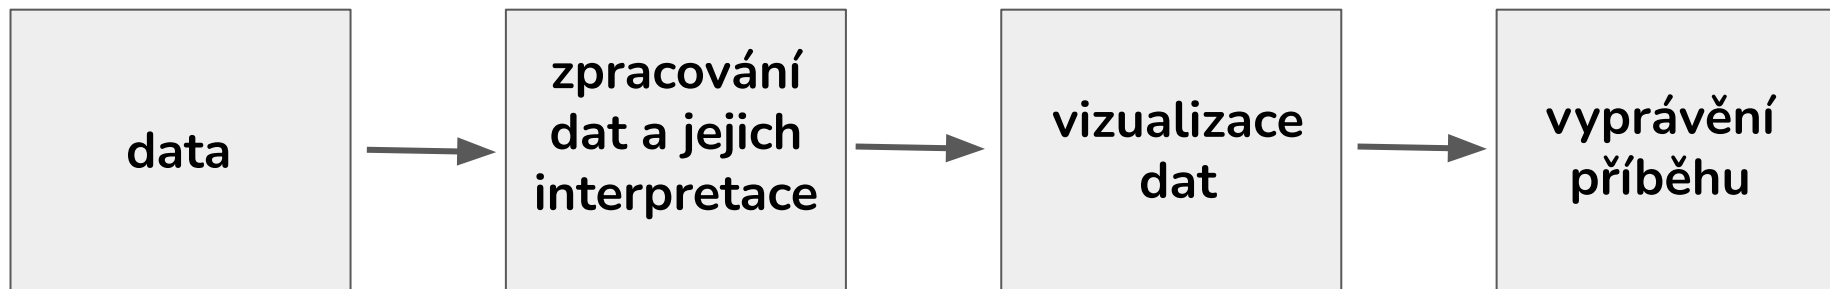 data
zpracování
dat a jejich
interpretace
vizualizace
dat
vyprávění
příběhu